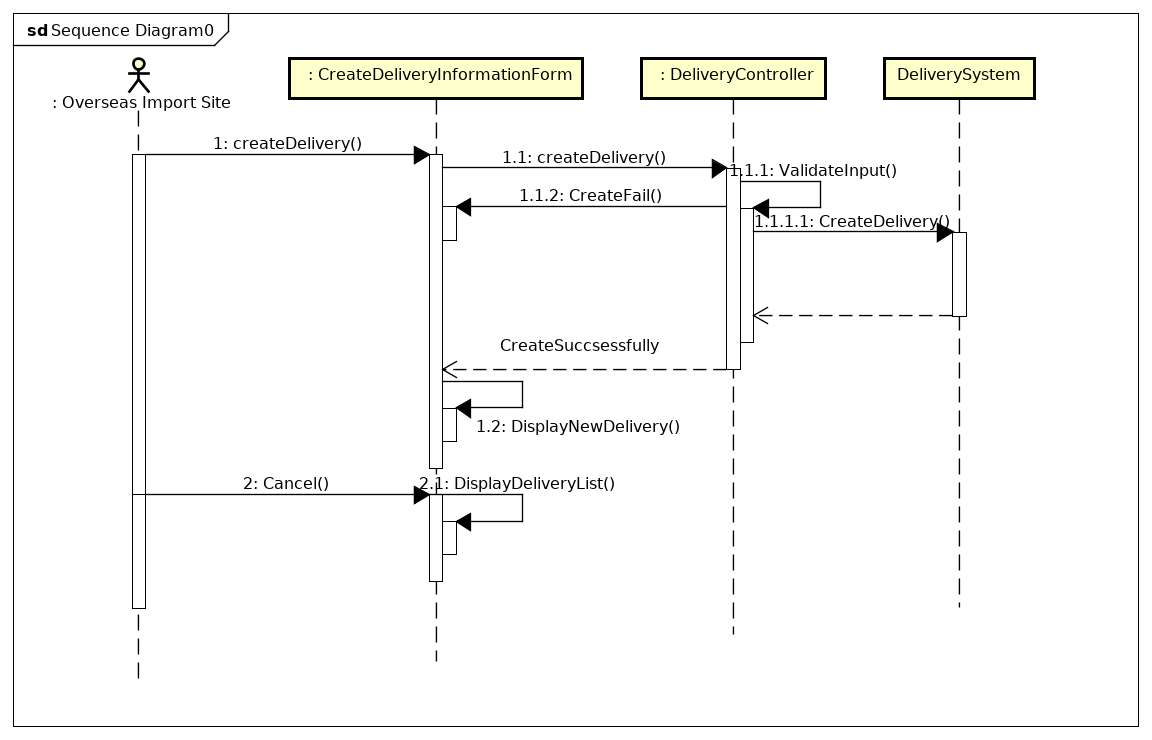 sd Sequence Diagram0
: Overseas Import Site
: CreateDeliveryInformationForm
: DeliveryController
DeliverySystem
1: createDelivery()
1.1: createDelivery()
1.1.1: ValidateInput()
1.1.2: CreateFail()
1.1.1.1: CreateDelivery()
CreateSuccsessfully
1.2: DisplayNewDelivery()
2: Cancel()
2.1: DisplayDeliveryList()